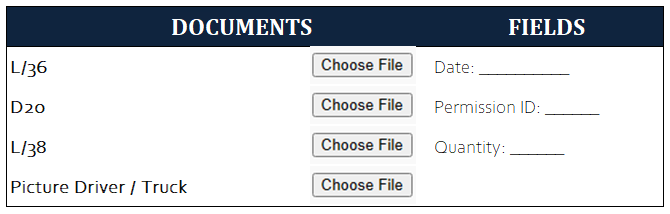 DOCUMENTS FIELDS
L/36 Choose File Date: __________
D20 Choose File Permission ID: ______
L/38 Choose File Quantity: ______
Picture Driver / Truck Choose File